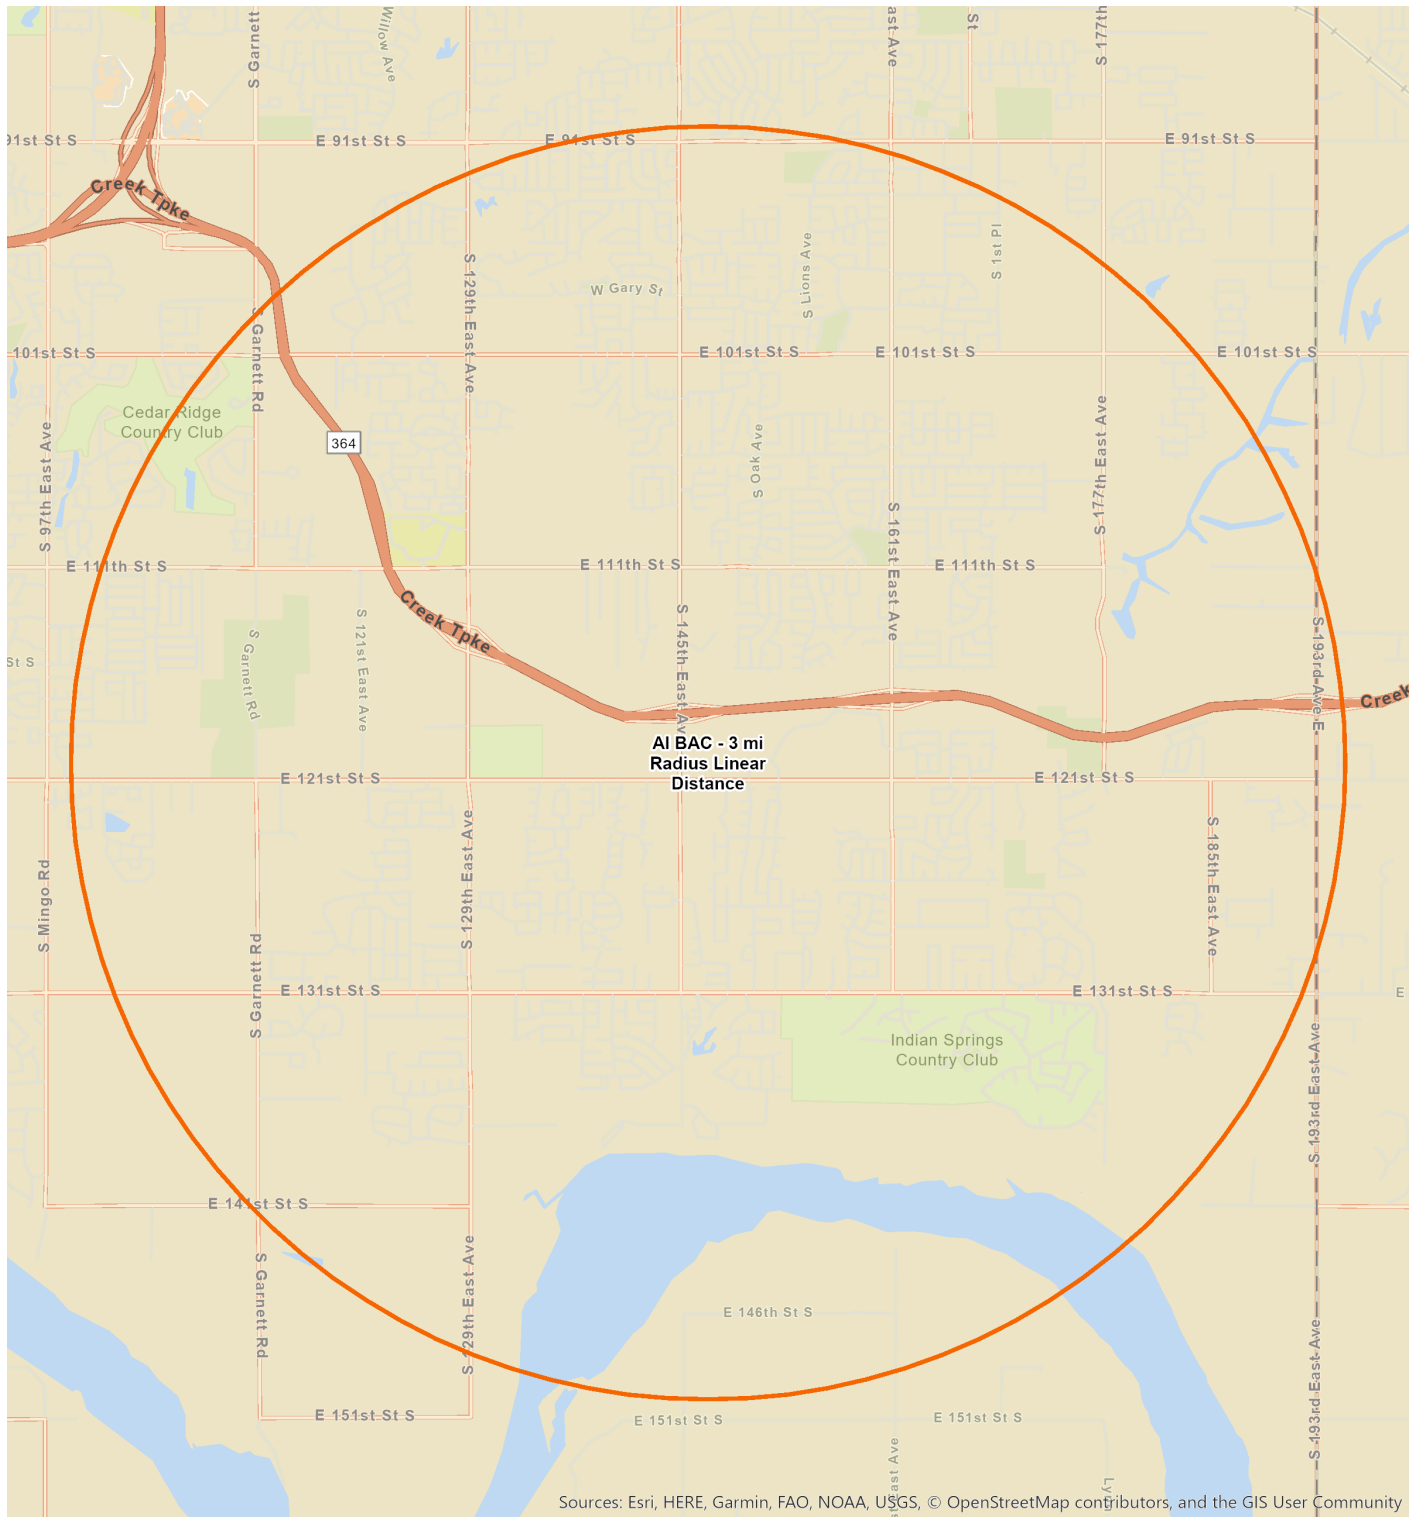 Willow Ave
S Garnett
ast Ave
St
S 177th
91st St S
E 91st St S
E 91st St S
E 91st St S
Creek Tpke
S 129th East Ave
W Gary St
S Lions Ave
S 1st Pl
S Garnett Rd
101st St S
E 101st St S
E 101st St S
E 101st St S
Cedar Ridge
Country Club
364
S 97th East Ave
S Oak Ave
S 177th East Ave
S 161st East Ave
E 111th St S
E 111th St S
E 111th St S
Creek Tpke
S 121st East Ave
S Garnett Rd
S 145th East Ave
S 193rd Ave E
St S
Creek
AI BAC - 3 mi
Radius Linear
Distance
E 121st St S
E 121st St S
S Mingo Rd
S 129th East Ave
S 185th East Ave
S Garnett Rd
E 131st St S
E 131st St S
E
Indian Springs
Country Club
S 193rd East Ave
E 141st St S
S Garnett Rd
S 129th East Ave
E 146th St S
S 193rd East Ave
E 151st St S
E 151st St S
E 151st St S
st East Ave
Lynn
Sources: Esri, HERE, Garmin, FAO, NOAA, USGS, © OpenStreetMap contributors, and the GIS User Community